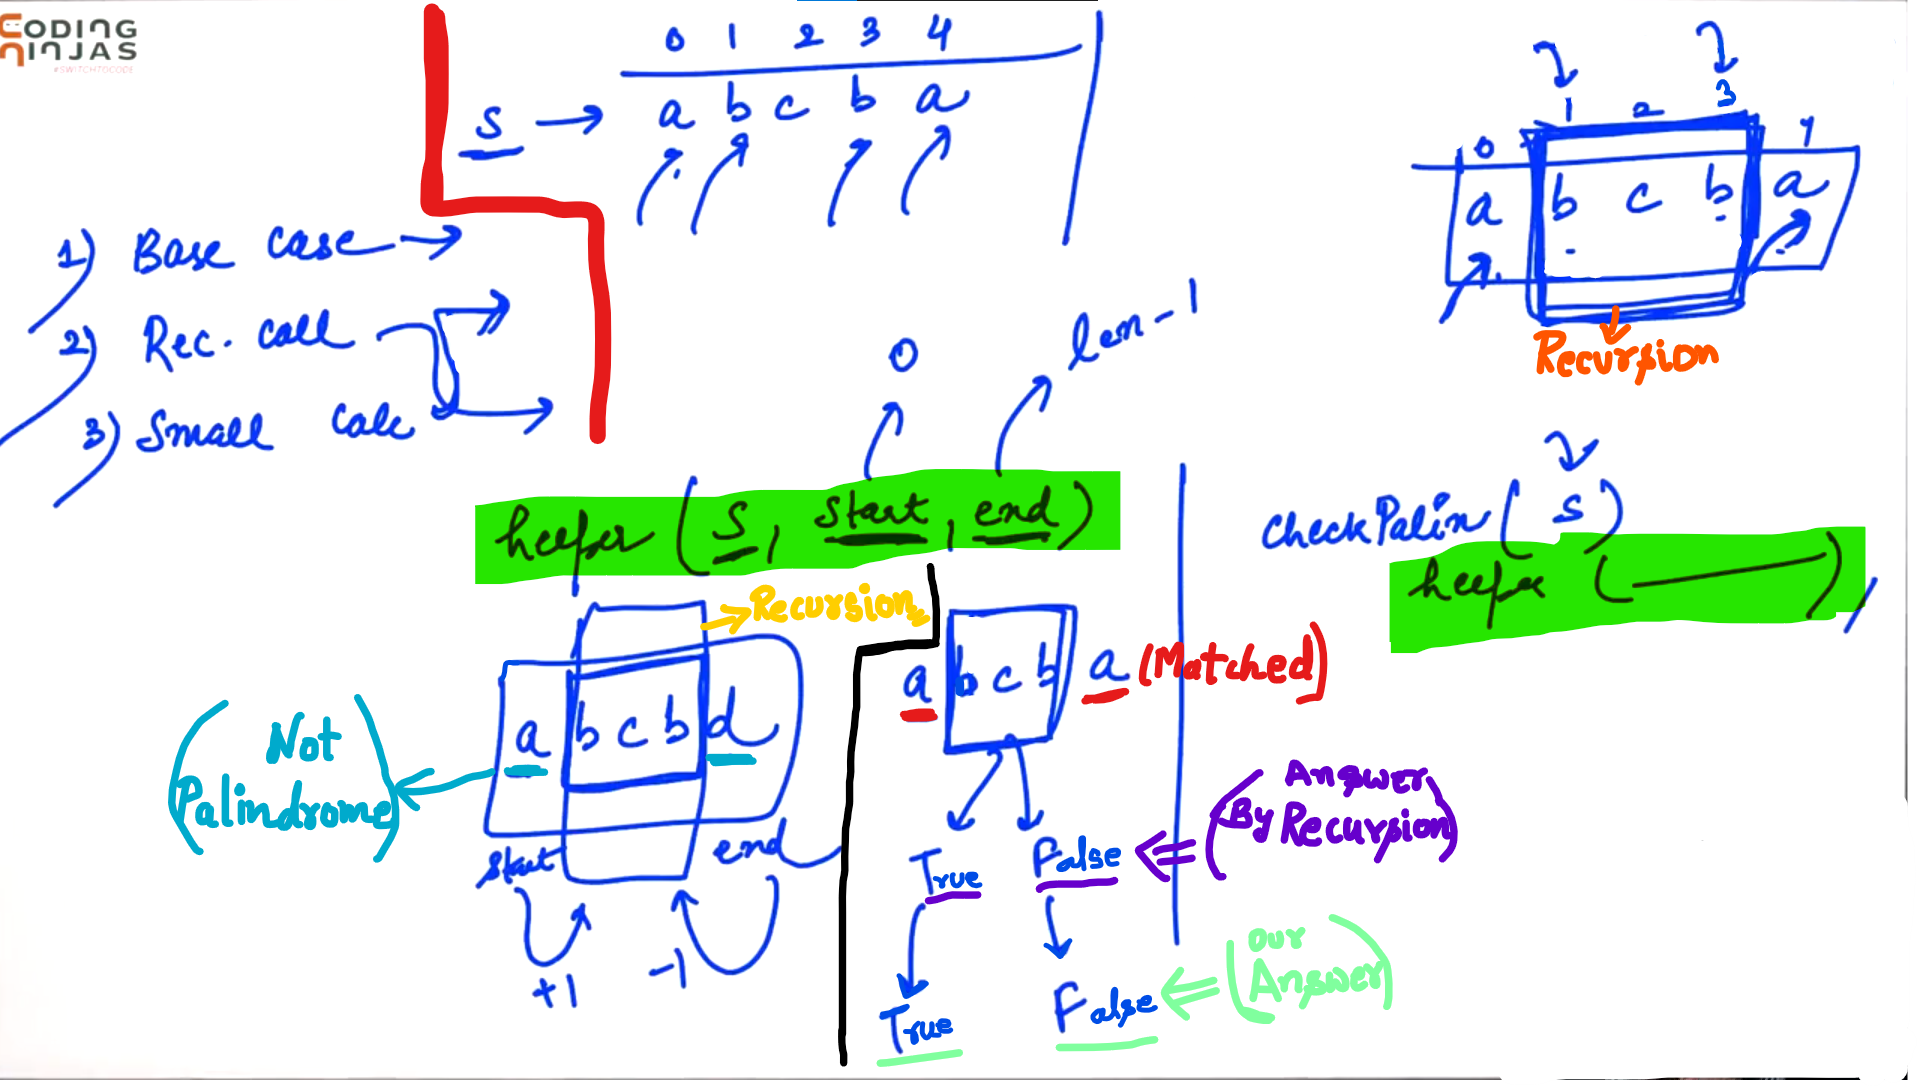 CODING
NINJAS
#SWITCHTOCODE
0 1 2 3 4
S → a b c b a
1) Base case →
2) Rec. call
3) Small calc
1 2 3
0 4
a b c b a
Recursion
0
len-1
helper ( S, start, end )
checkPalin ( S )
helper ( )
→ Recursion
a b c b d
Not
Palindrome
start
end
+1
-1
a b c b a (Matched)
True False
Answer
By Recursion
True False
our
Answer